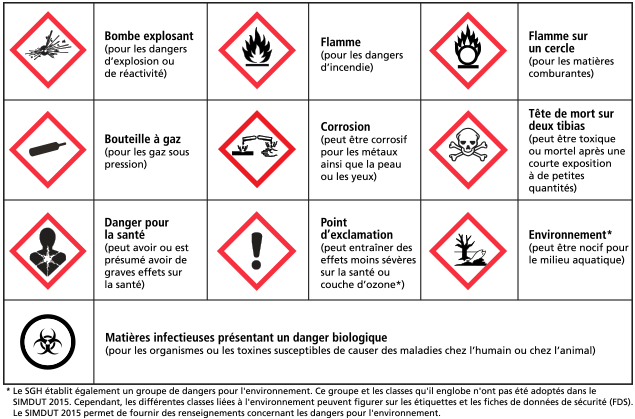 Bombe explosant
(pour les dangers
d'explosion ou
de réactivité)
Flamme
(pour les dangers
d'incendie)
Flamme sur
un cercle
(pour les matières
comburantes)
Bouteille à gaz
(pour les gaz sous
pression)
Corrosion
(peut être corrosif
pour les métaux
ainsi que la peau
ou les yeux)
Tête de mort sur
deux tibias
(peut être toxique
ou mortel après une
courte exposition
à de petites
quantités)
Danger pour
la santé
(peut avoir ou est
présumé avoir de
graves effets sur
la santé)
Point
d'exclamation
(peut entraîner des
effets moins sévères
sur la santé ou
couche d'ozone*)
Environnement*
(peut être nocif pour
le milieu aquatique)
Matières infectieuses présentant un danger biologique
(pour les organismes ou les toxines susceptibles de causer des maladies chez l'humain ou chez l'animal)
* Le SGH établit également un groupe de dangers pour l'environnement. Ce groupe et les classes qu'il englobe n'ont pas été adoptés dans le
SIMDUT 2015. Cependant, les différentes classes liées à l'environnement peuvent figurer sur les étiquettes et les fiches de données de sécurité (FDS).
Le SIMDUT 2015 permet de fournir des renseignements concernant les dangers pour l'environnement.